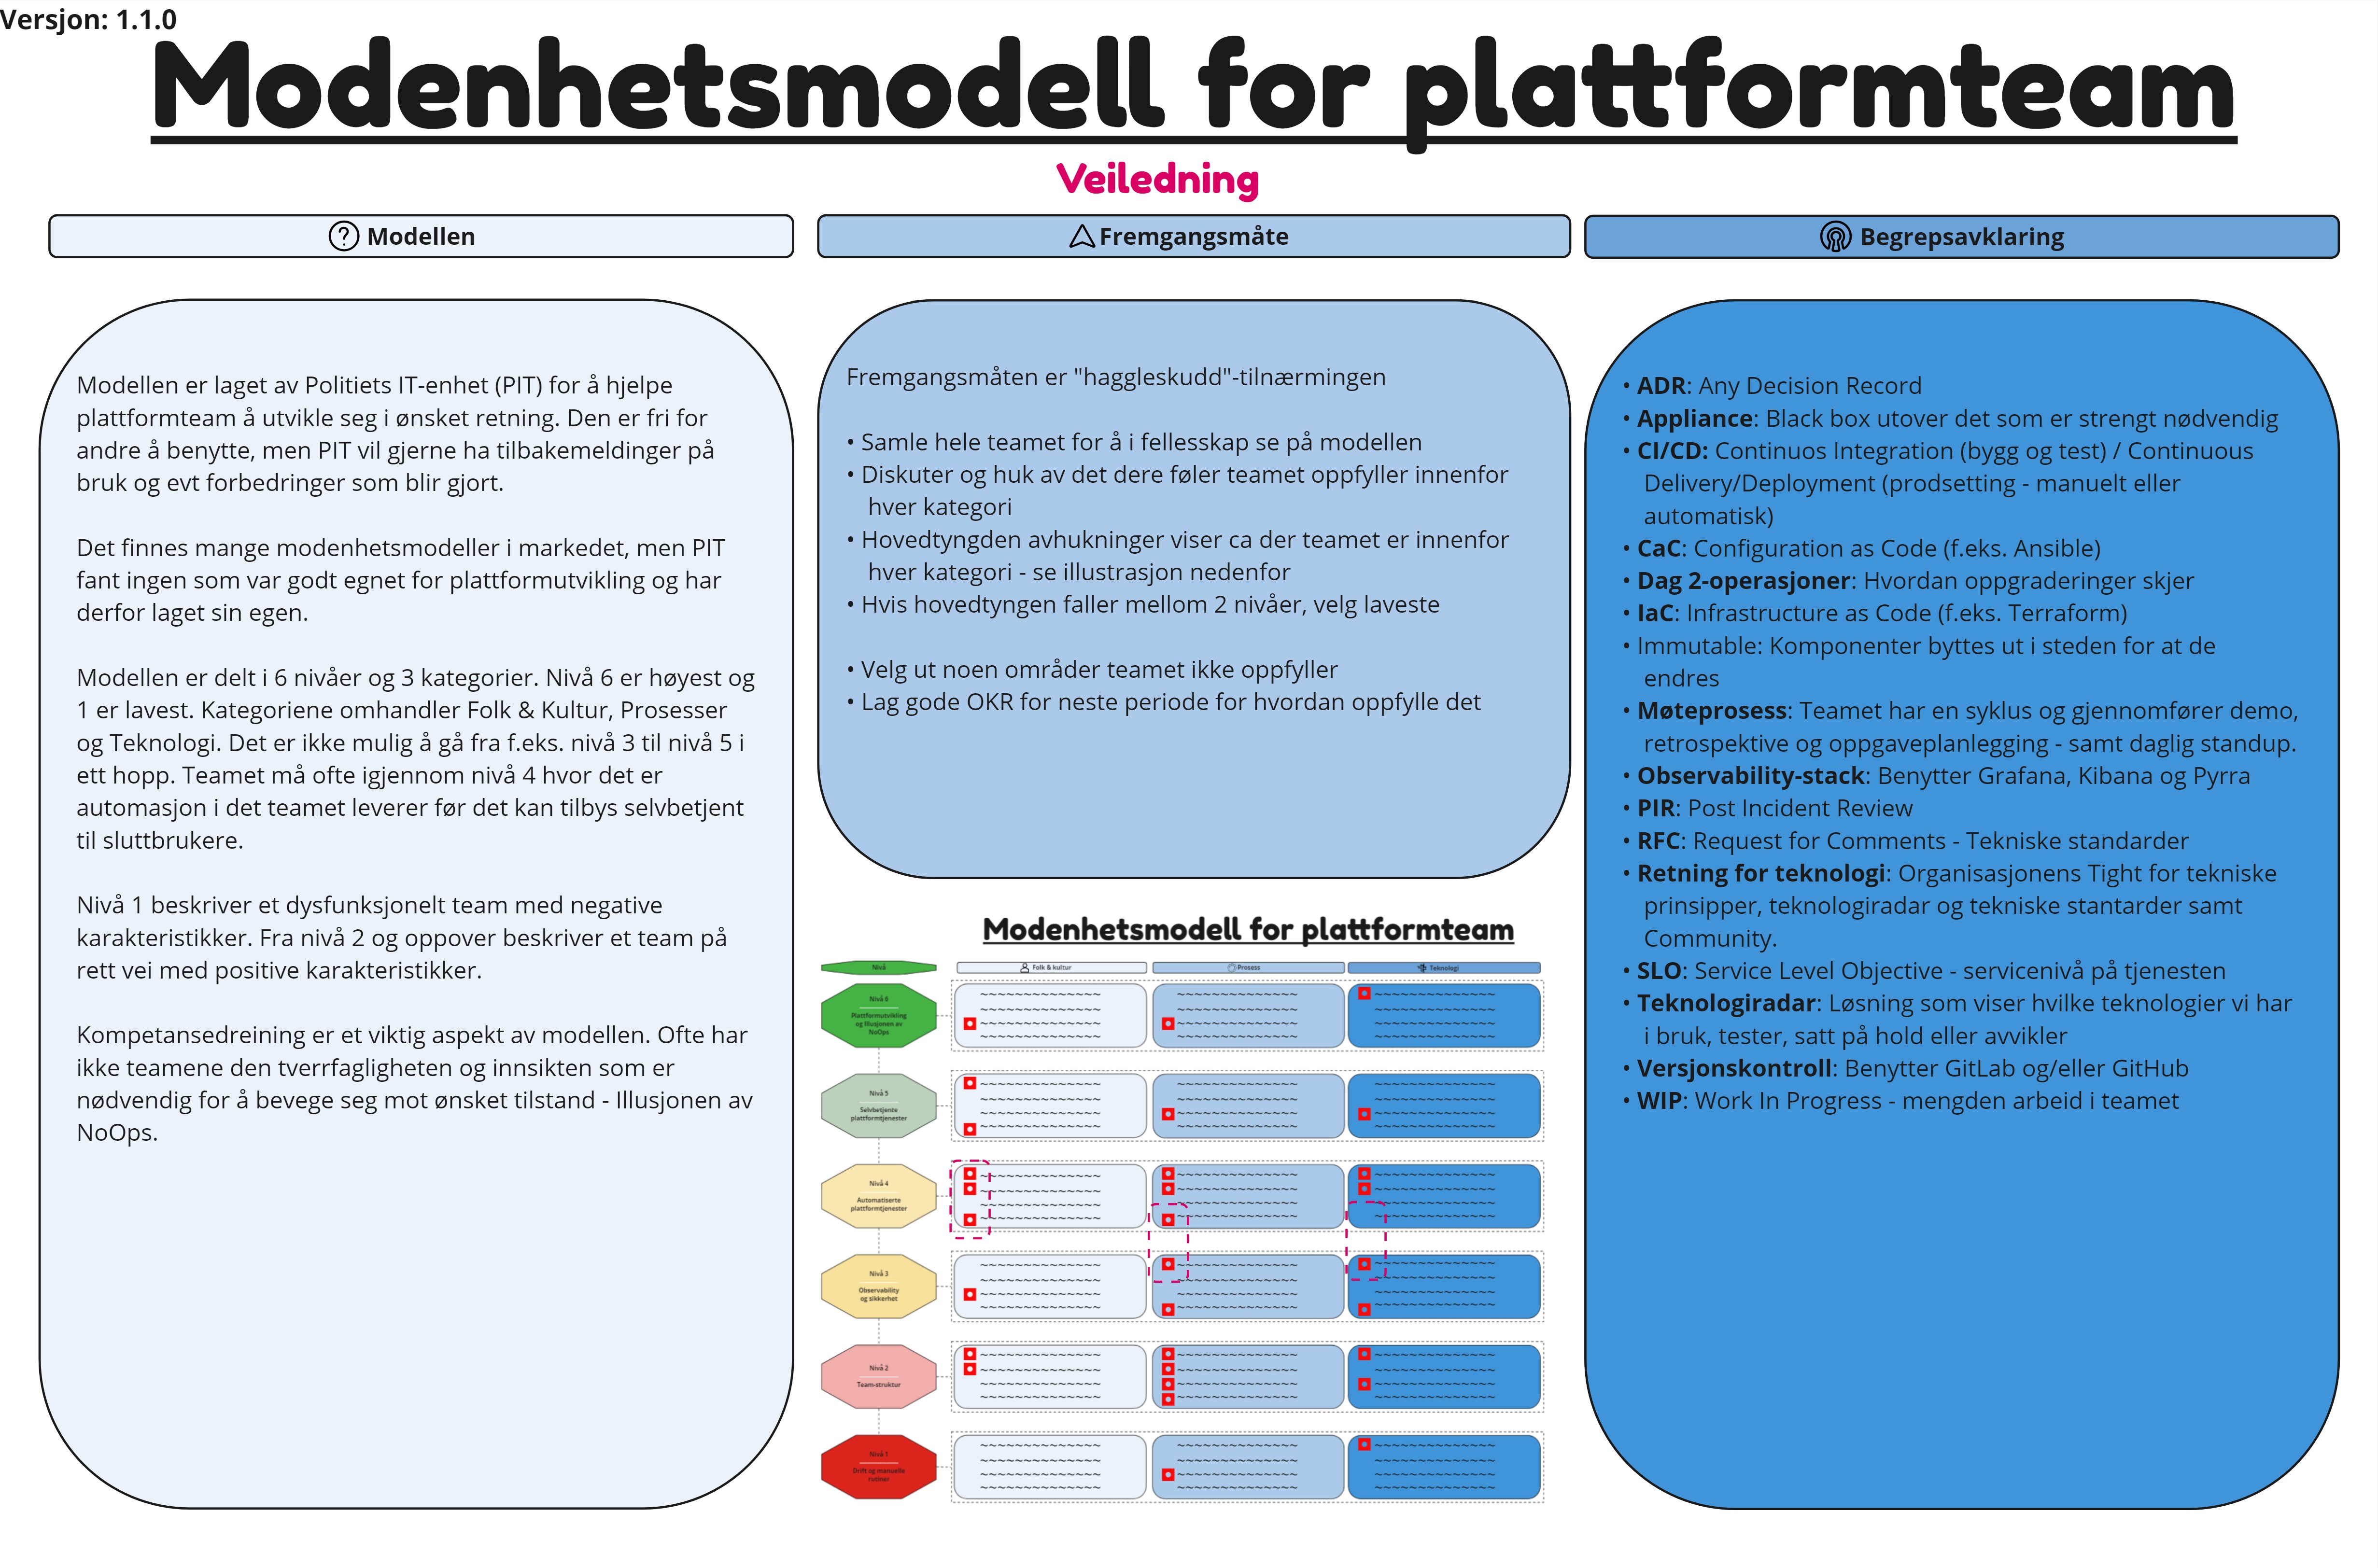 Versjon: 1.1.0
Modenhetsmodell for plattformteam
Veiledning
Modellen
Modellen er laget av Politiets IT-enhet (PIT) for å hjelpe
plattformteam å utvikle seg i ønsket retning. Den er fri for
andre å benytte, men PIT vil gjerne ha tilbakemeldinger på
bruk og evt forbedringer som blir gjort.
Det finnes mange modenhetsmodeller i markedet, men PIT
fant ingen som var godt egnet for plattformutvikling og har
derfor laget sin egen.
Modellen er delt i 6 nivåer og 3 kategorier. Nivå 6 er høyest og
1 er lavest. Kategoriene omhandler Folk & Kultur, Prosesser
og Teknologi. Det er ikke mulig å gå fra f.eks. nivå 3 til nivå 5 i
ett hopp. Teamet må ofte igjennom nivå 4 hvor det er
automasjon i det teamet leverer før det kan tilbys selvbetjent
til sluttbrukere.
Nivå 1 beskriver et dysfunksjonelt team med negative
karakteristikker. Fra nivå 2 og oppover beskriver et team på
rett vei med positive karakteristikker.
Kompetansedreining er et viktig aspekt av modellen. Ofte har
ikke teamene den tverrfagligheten og innsikten som er
nødvendig for å bevege seg mot ønsket tilstand - Illusjonen av
NoOps.
Fremgangsmåte
Fremgangsmåten er "haggleskudd"-tilnærmingen
• Samle hele teamet for å i fellesskap se på modellen
• Diskuter og huk av det dere føler teamet oppfyller innenfor
hver kategori
• Hovedtyngden avhukninger viser ca der teamet er innenfor
hver kategori - se illustrasjon nedenfor
• Hvis hovedtyngen faller mellom 2 nivåer, velg laveste
• Velg ut noen områder teamet ikke oppfyller
• Lag gode OKR for neste periode for hvordan oppfylle det
Modenhetsmodell for plattformteam
Nivå
Folk & kultur
Prosess
Teknologi
Nivå 6
Plattformutvikling
og Illusjonen av
NoOps
Nivå 5
Selvbetjente
plattformtjenester
Nivå 4
Automatiserte
plattformtjenester
Nivå 3
Observability
og sikkerhet
Nivå 2
Team-struktur
Nivå 1
Drift og manuelle
rutiner
Begrepsavklaring
• ADR: Any Decision Record
• Appliance: Black box utover det som er strengt nødvendig
• CI/CD: Continuos Integration (bygg og test) / Continuous
Delivery/Deployment (prodsetting - manuelt eller
automatisk)
• CaC: Configuration as Code (f.eks. Ansible)
• Dag 2-operasjoner: Hvordan oppgraderinger skjer
• IaC: Infrastructure as Code (f.eks. Terraform)
• Immutable: Komponenter byttes ut i steden for at de
endres
• Møteprosess: Teamet har en syklus og gjennomfører demo,
retrospektive og oppgaveplanlegging - samt daglig standup.
• Observability-stack: Benytter Grafana, Kibana og Pyrra
• PIR: Post Incident Review
• RFC: Request for Comments - Tekniske standarder
• Retning for teknologi: Organisasjonens Tight for tekniske
prinsipper, teknologiradar og tekniske stantarder samt
Community.
• SLO: Service Level Objective - servicenivå på tjenesten
• Teknologiradar: Løsning som viser hvilke teknologier vi har
i bruk, tester, satt på hold eller avvikler
• Versjonskontroll: Benytter GitLab og/eller GitHub
• WIP: Work In Progress - mengden arbeid i teamet